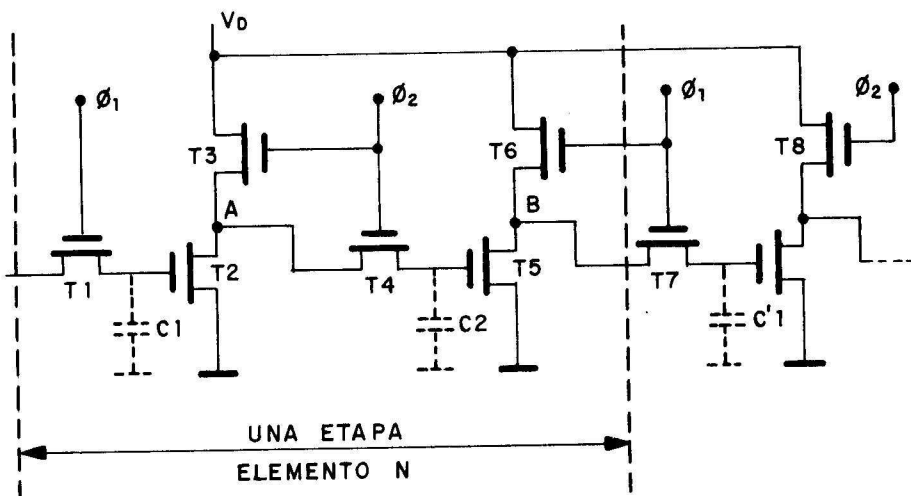 VD
Ø1
Ø2
Ø1
Ø2
T3
T6
T8
A
B
T1
T2
T4
T5
T7
C1
C2
C'1
UNA ETAPA
ELEMENTO N